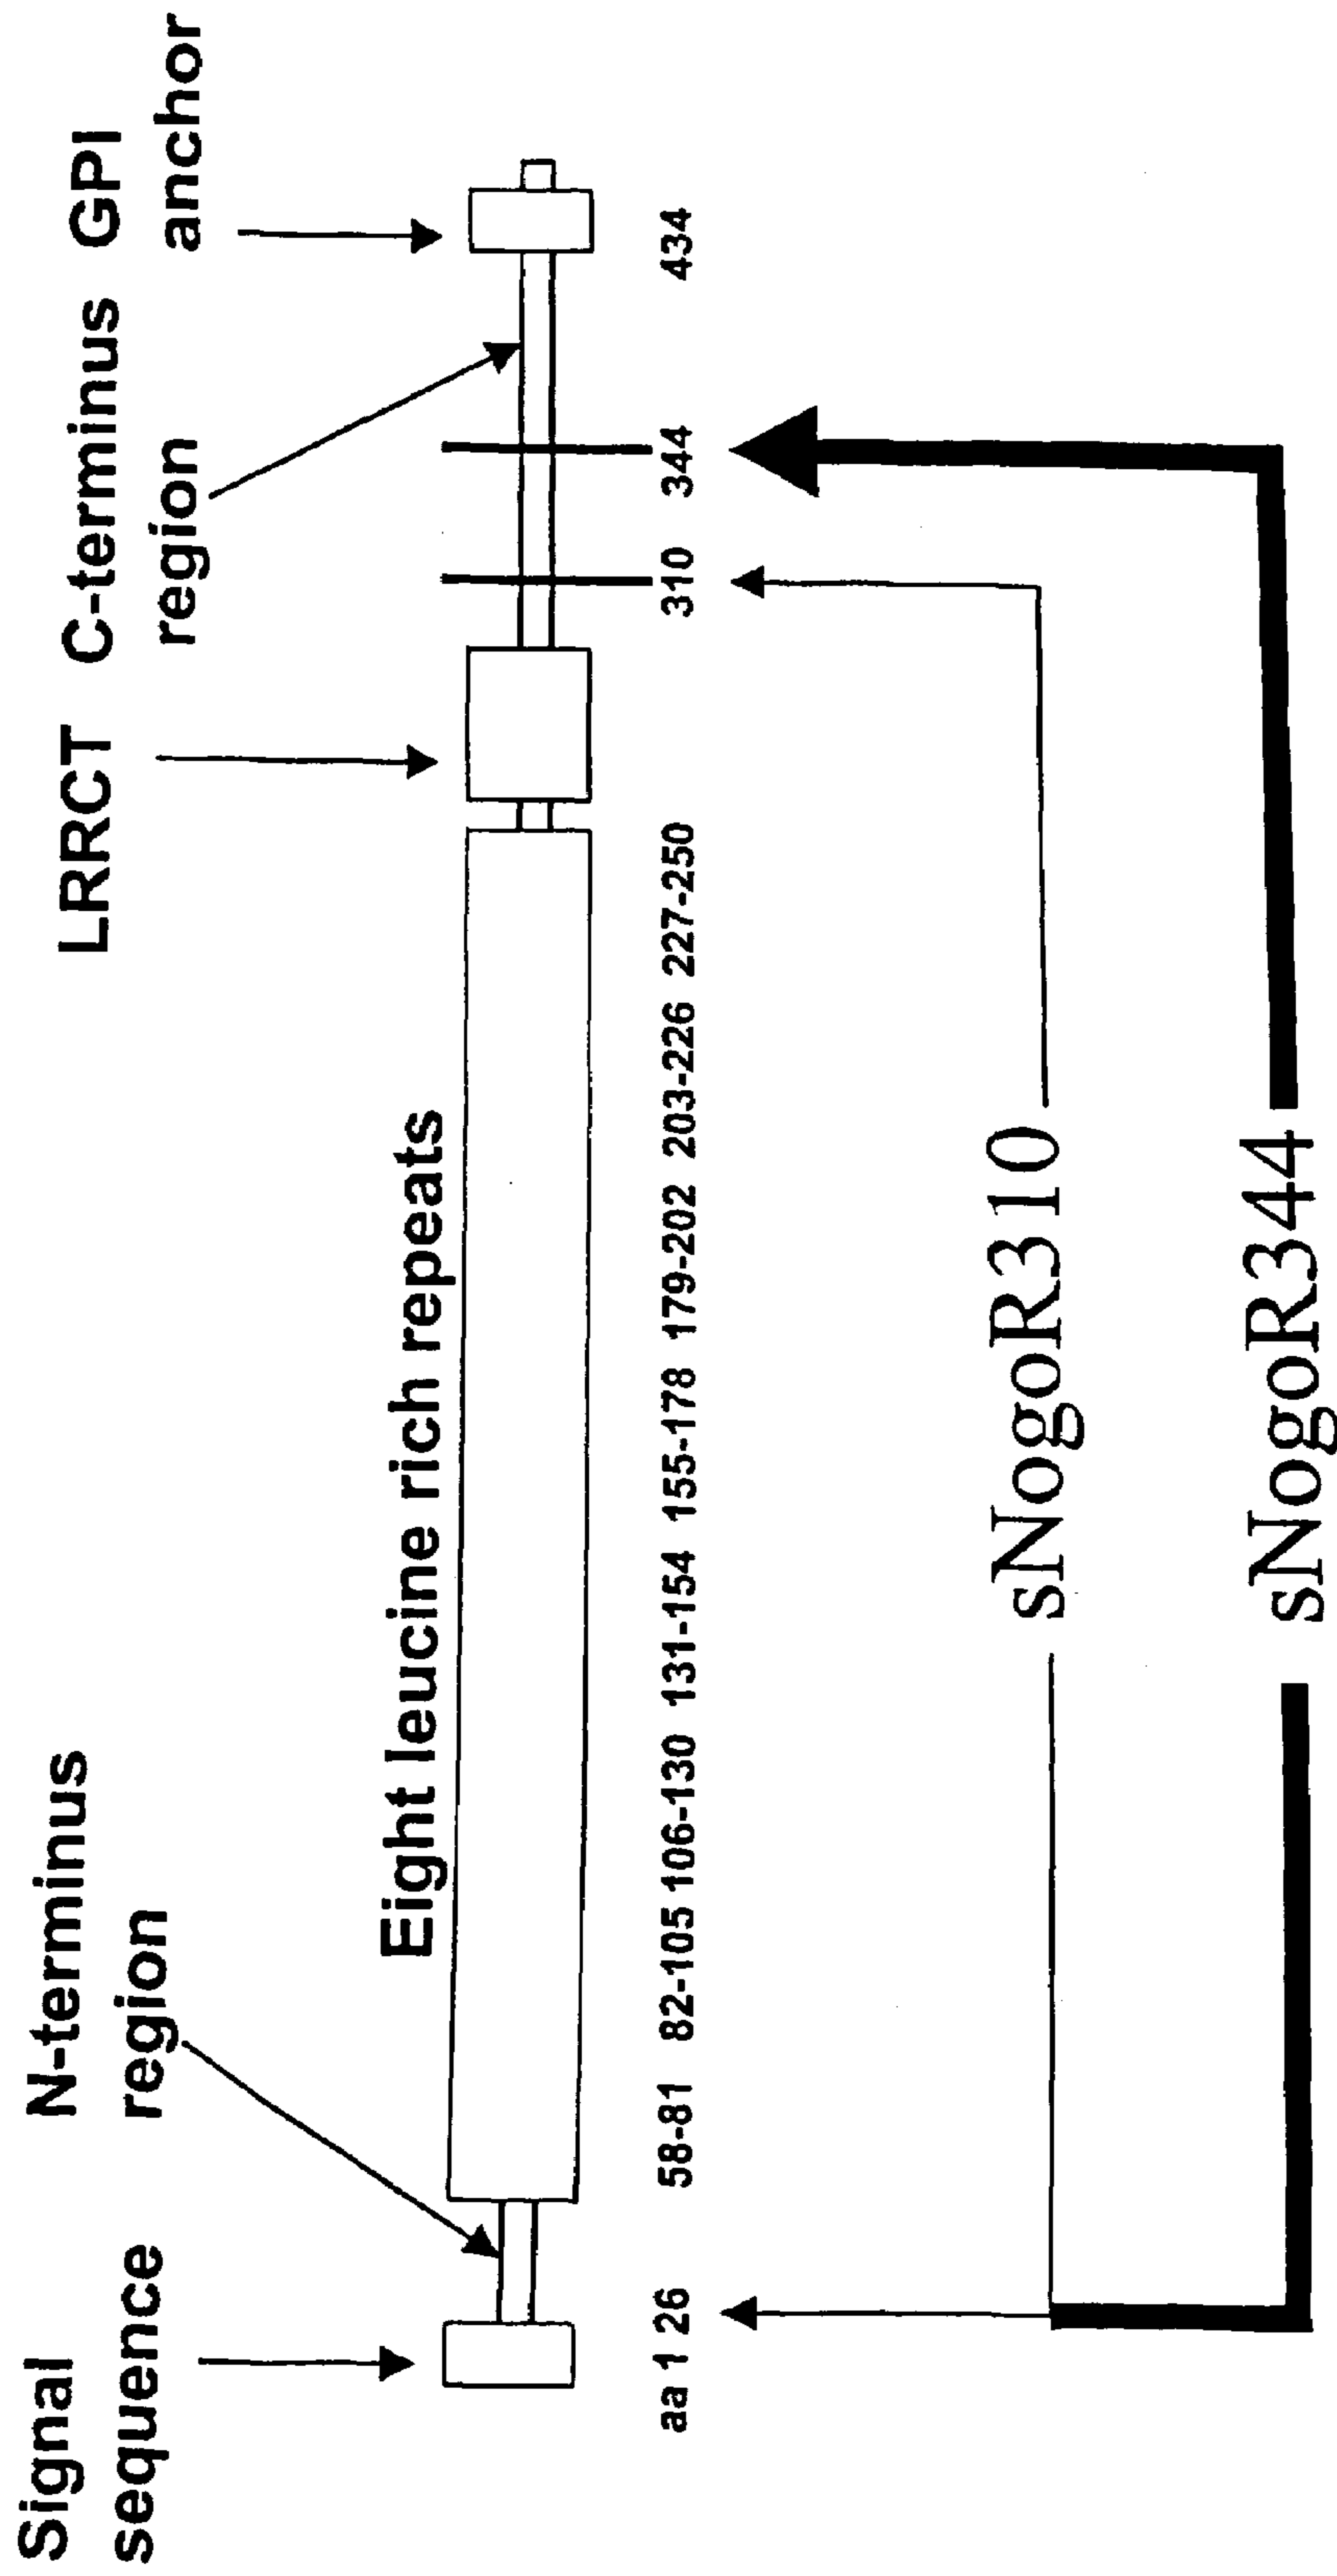 Signal
sequence
N-terminus
region
LRRCT
C-terminus
region
GPI
anchor
Eight leucine rich repeats
aa 1 26 58-81 82-105 106-130 131-154 155-178 179-202 203-226 227-250 310 344 434
sNogoR310
sNogoR344